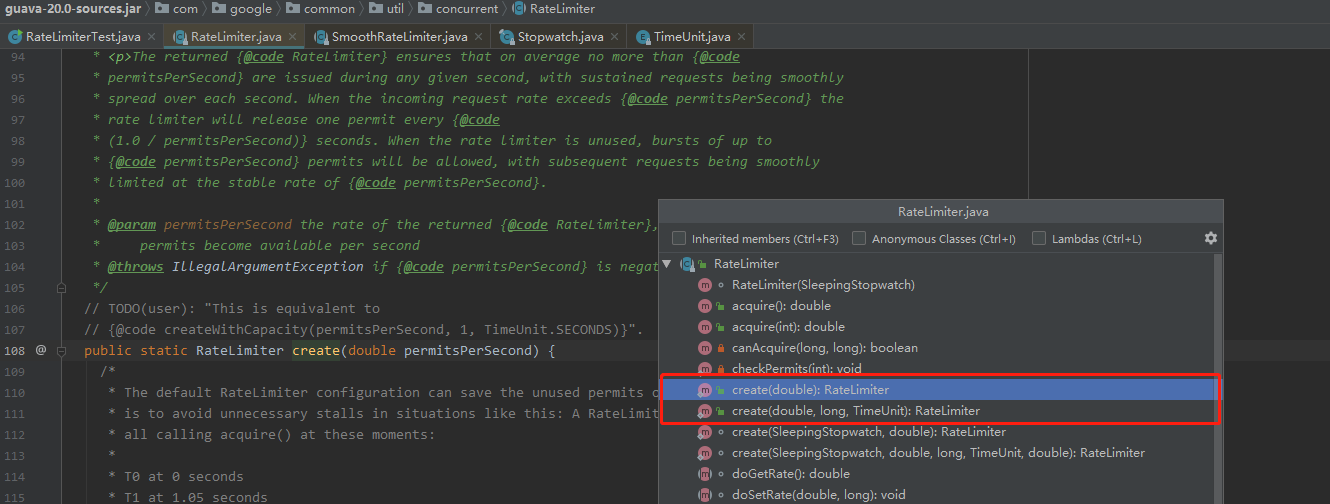 guava-20.0-sources.jar com google common util concurrent RateLimiter
RateLimiterTest.java RateLimiter.java SmoothRateLimiter.java Stopwatch.java TimeUnit.java
94 * <p>The returned {@code RateLimiter} ensures that on average no more than {@code
95 * permitsPerSecond} are issued during any given second, with sustained requests being smoothly
96 * spread over each second. When the incoming request rate exceeds {@code permitsPerSecond} the
97 * rate limiter will release one permit every {@code
98 * (1.0 / permitsPerSecond)} seconds. When the rate limiter is unused, bursts of up to
99 * {@code permitsPerSecond} permits will be allowed, with subsequent requests being smoothly
100 * limited at the stable rate of {@code permitsPerSecond}.
101 *
102 * @param permitsPerSecond the rate of the returned {@code RateLimiter},
103 * permits become available per second
104 * @throws IllegalArgumentException if {@code permitsPerSecond} is negat
105 */
106 // TODO(user): "This is equivalent to
107 // {@code createWithCapacity(permitsPerSecond, 1, TimeUnit.SECONDS)}".
108 @ public static RateLimiter create(double permitsPerSecond) {
109 /*
110 * The default RateLimiter configuration can save the unused permits
111 * is to avoid unnecessary stalls in situations like this: A RateLimit
112 * all calling acquire() at these moments:
113 *
114 * T0 at 0 seconds
115 * T1 at 1.05 seconds
RateLimiter.java
Inherited members (Ctrl+F3) Anonymous Classes (Ctrl+I) Lambdas (Ctrl+L)
RateLimiter
RateLimiter(SleepingStopwatch)
acquire(): double
acquire(int): double
canAcquire(long, long): boolean
checkPermits(int): void
create(double): RateLimiter
create(double, long, TimeUnit): RateLimiter
create(SleepingStopwatch, double): RateLimiter
create(SleepingStopwatch, double, long, TimeUnit, double): RateLimiter
doGetRate(): double
doSetRate(double, long): void